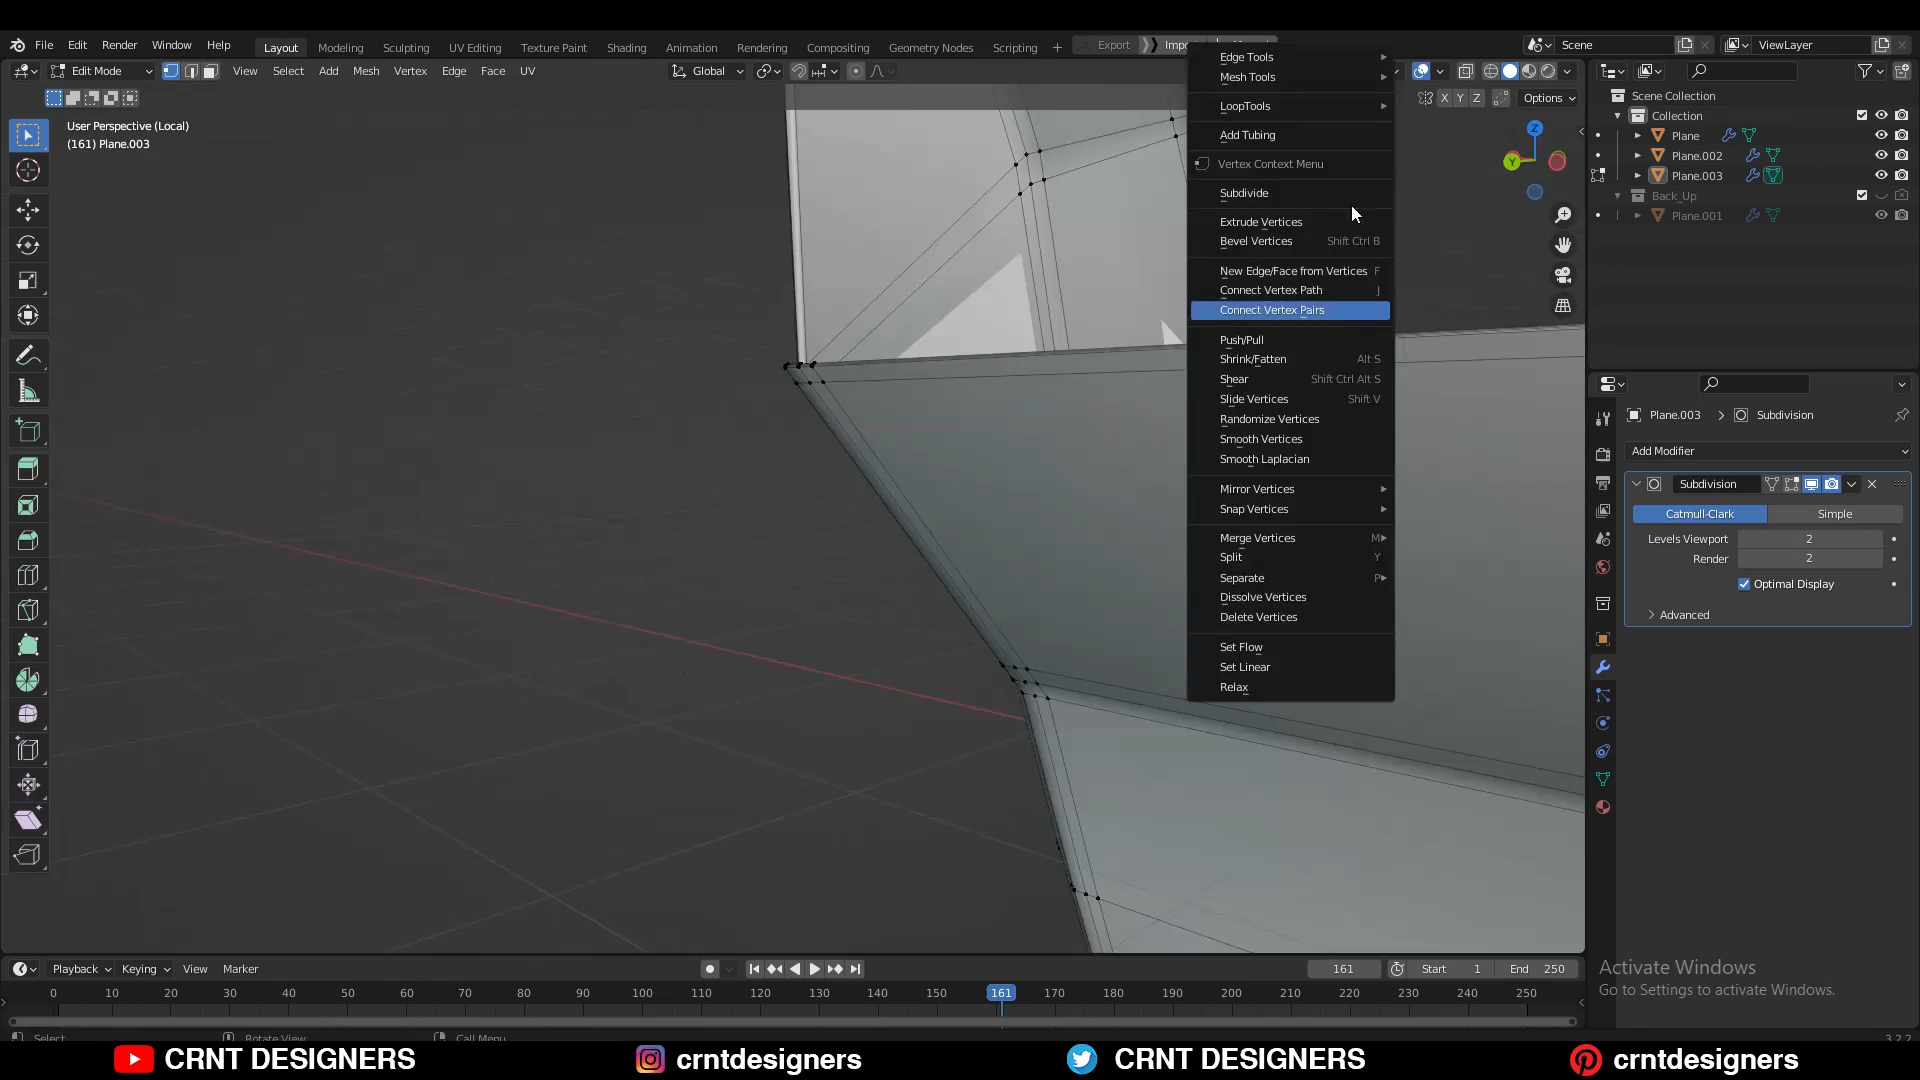 File Edit Render Window Help Layout Modeling Sculpting UV Editing Texture Paint Shading Animation Rendering Compositing Geometry Nodes Scripting + Export Scene ViewLayer
Edit Mode View Select Add Mesh Vertex Edge Face UV Global
X Y Z Options
User Perspective (Local)
(161) Plane.003
Edge Tools
Mesh Tools
LoopTools
Add Tubing
Vertex Context Menu
Subdivide
Extrude Vertices
Bevel Vertices Shift Ctrl B
New Edge/Face from Vertices F
Connect Vertex Path J
Connect Vertex Pairs
Push/Pull
Shrink/Fatten Alt S
Shear Shift Ctrl Alt S
Slide Vertices Shift V
Randomize Vertices
Smooth Vertices
Smooth Laplacian
Mirror Vertices
Snap Vertices
Merge Vertices M
Split Y
Separate P
Dissolve Vertices
Delete Vertices
Set Flow
Set Linear
Relax
Z
Y
Scene Collection
Collection
Plane
Plane.002
Plane.003
Back_Up
Plane.001
Plane.003 Subdivision
Add Modifier
Subdivision
Catmull-Clark Simple
Levels Viewport 2
Render 2
Optimal Display
Advanced
Activate Windows
Go to Settings to activate Windows.
Playback Keying View Marker 161 Start 1 End 250
0 10 20 30 40 50 60 70 80 90 100 110 120 130 140 150 161 170 180 190 200 210 220 230 240 250
Select Rotate View Call Menu 3.2.2
CRNT DESIGNERS crntdesigners CRNT DESIGNERS crntdesigners